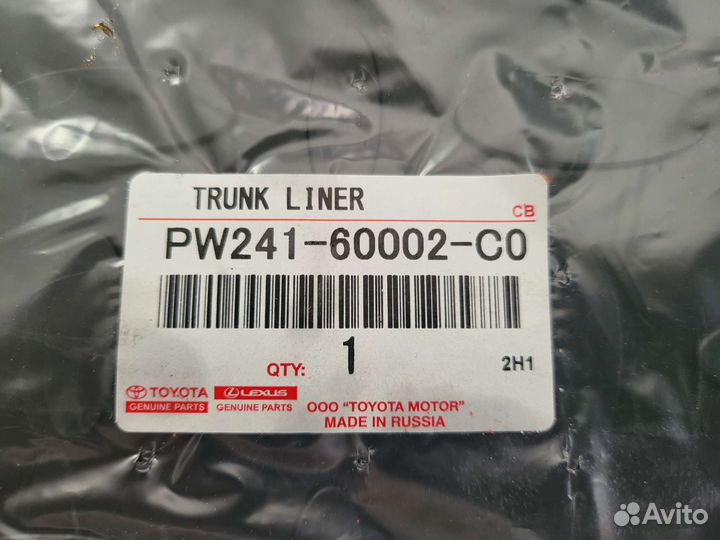 TRUNK LINER
CB
PW241-60002-C0
QTY: 1
2H1
TOYOTA LEXUS
GENUINE PARTS GENUINE PARTS OOO "TOYOTA MOTOR"
MADE IN RUSSIA
Avito